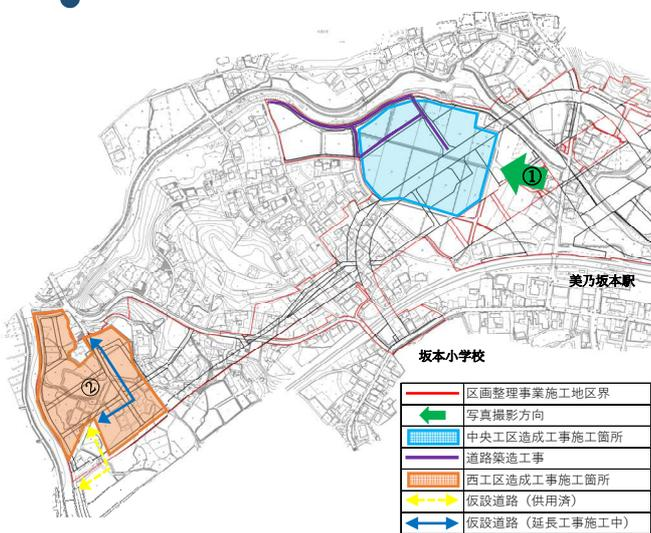 ①
美乃坂本駅
坂本小学校
②
区画整理事業施工地区界
写真撮影方向
中央工区造成工事施工箇所
道路築造工事
西工区造成工事施工箇所
仮設道路（供用済）
仮設道路（延長工事施工中）